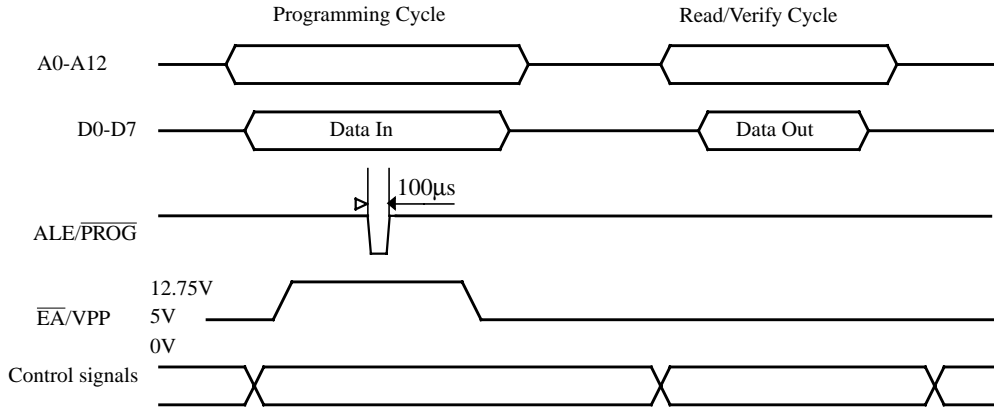 Programming Cycle Read/Verify Cycle
A0-A12
D0-D7 Data In Data Out
100μs
ALE/PROG
12.75V
EA/VPP 5V
0V
Control signals